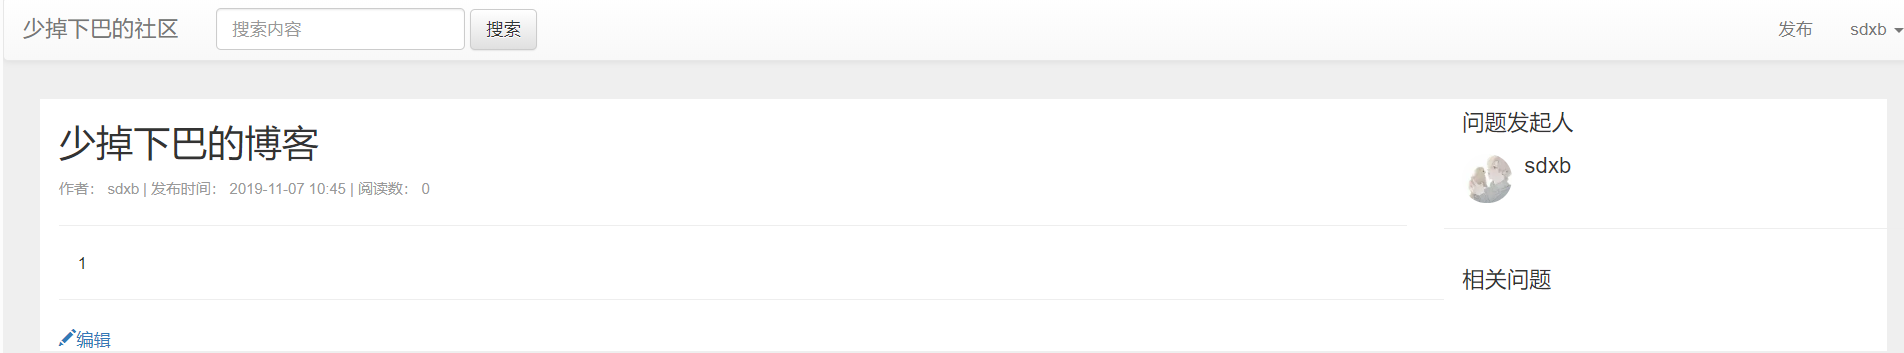 少掉下巴的社区 搜索内容 搜索 发布 sdxb
少掉下巴的博客
作者： sdxb | 发布时间： 2019-11-07 10:45 | 阅读数： 0
1
编辑
问题发起人
sdxb
相关问题